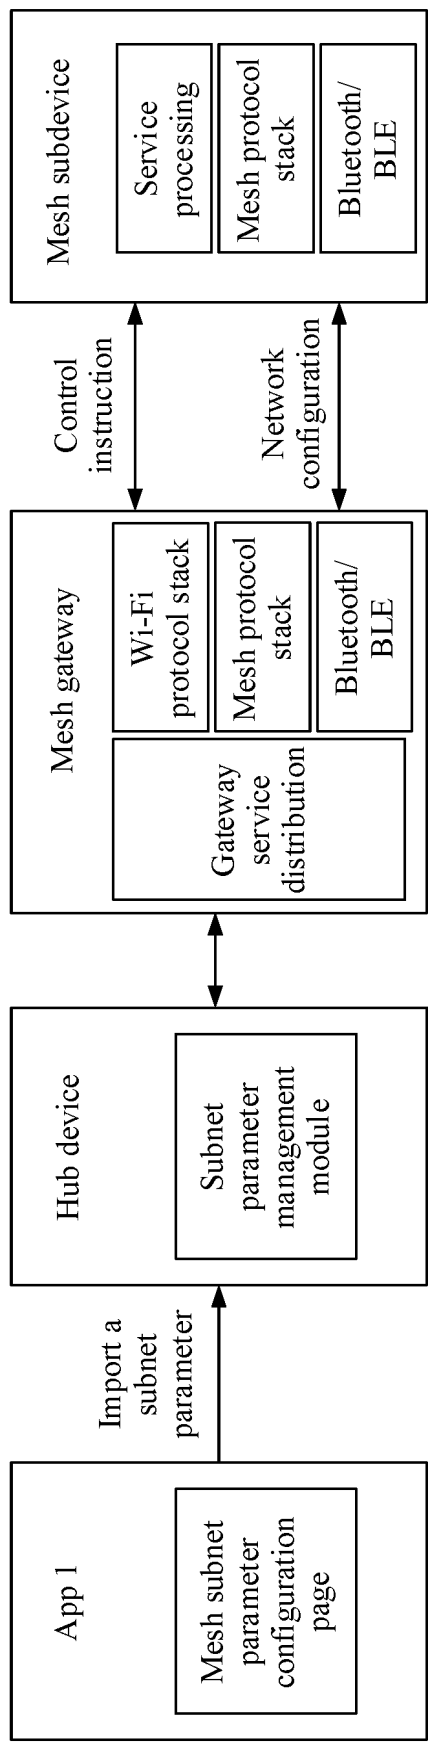 App 1
Mesh subnet
parameter
configuration
page
Import a
subnet
parameter
Hub device
Subnet
parameter
management
module
Mesh gateway
Gateway
service
distribution
Wi-Fi
protocol stack
Mesh protocol
stack
Bluetooth/
BLE
Control
instruction
Network
configuration
Mesh subdevice
Service
processing
Mesh protocol
stack
Bluetooth/
BLE